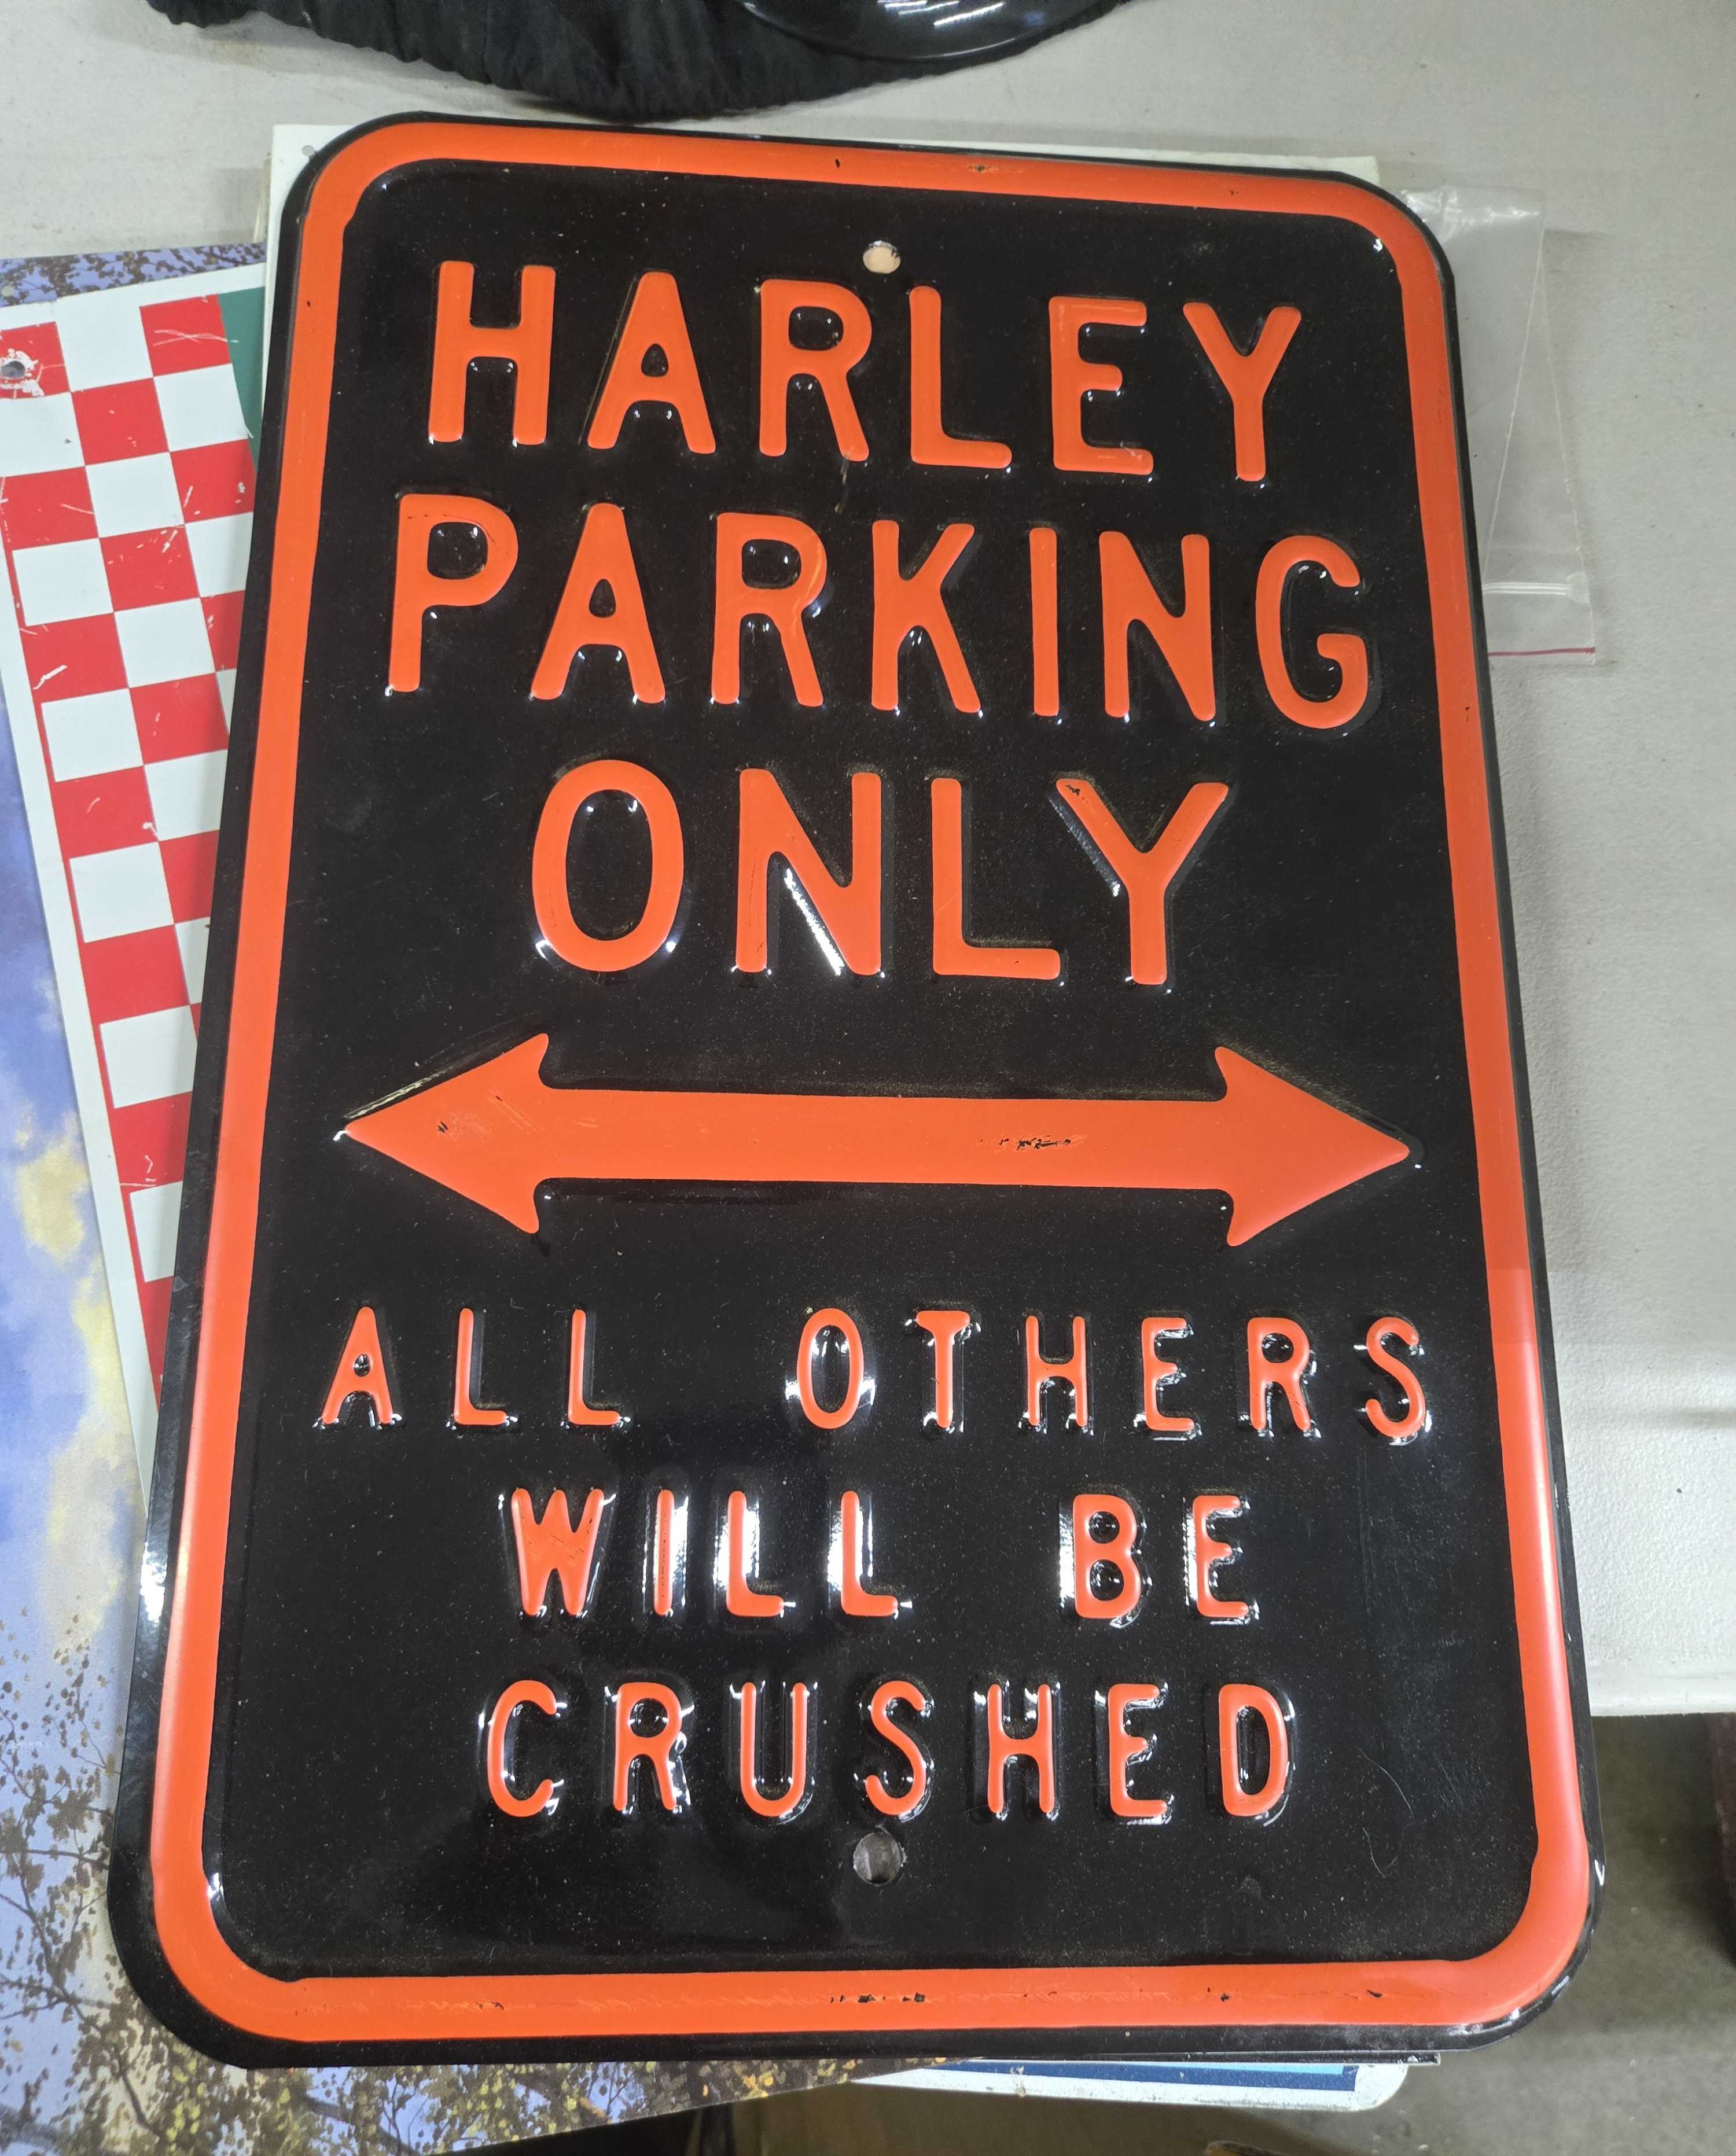 HARLEY
PARKING
ONLY
ALL OTHERS
WILL BE
CRUSHED